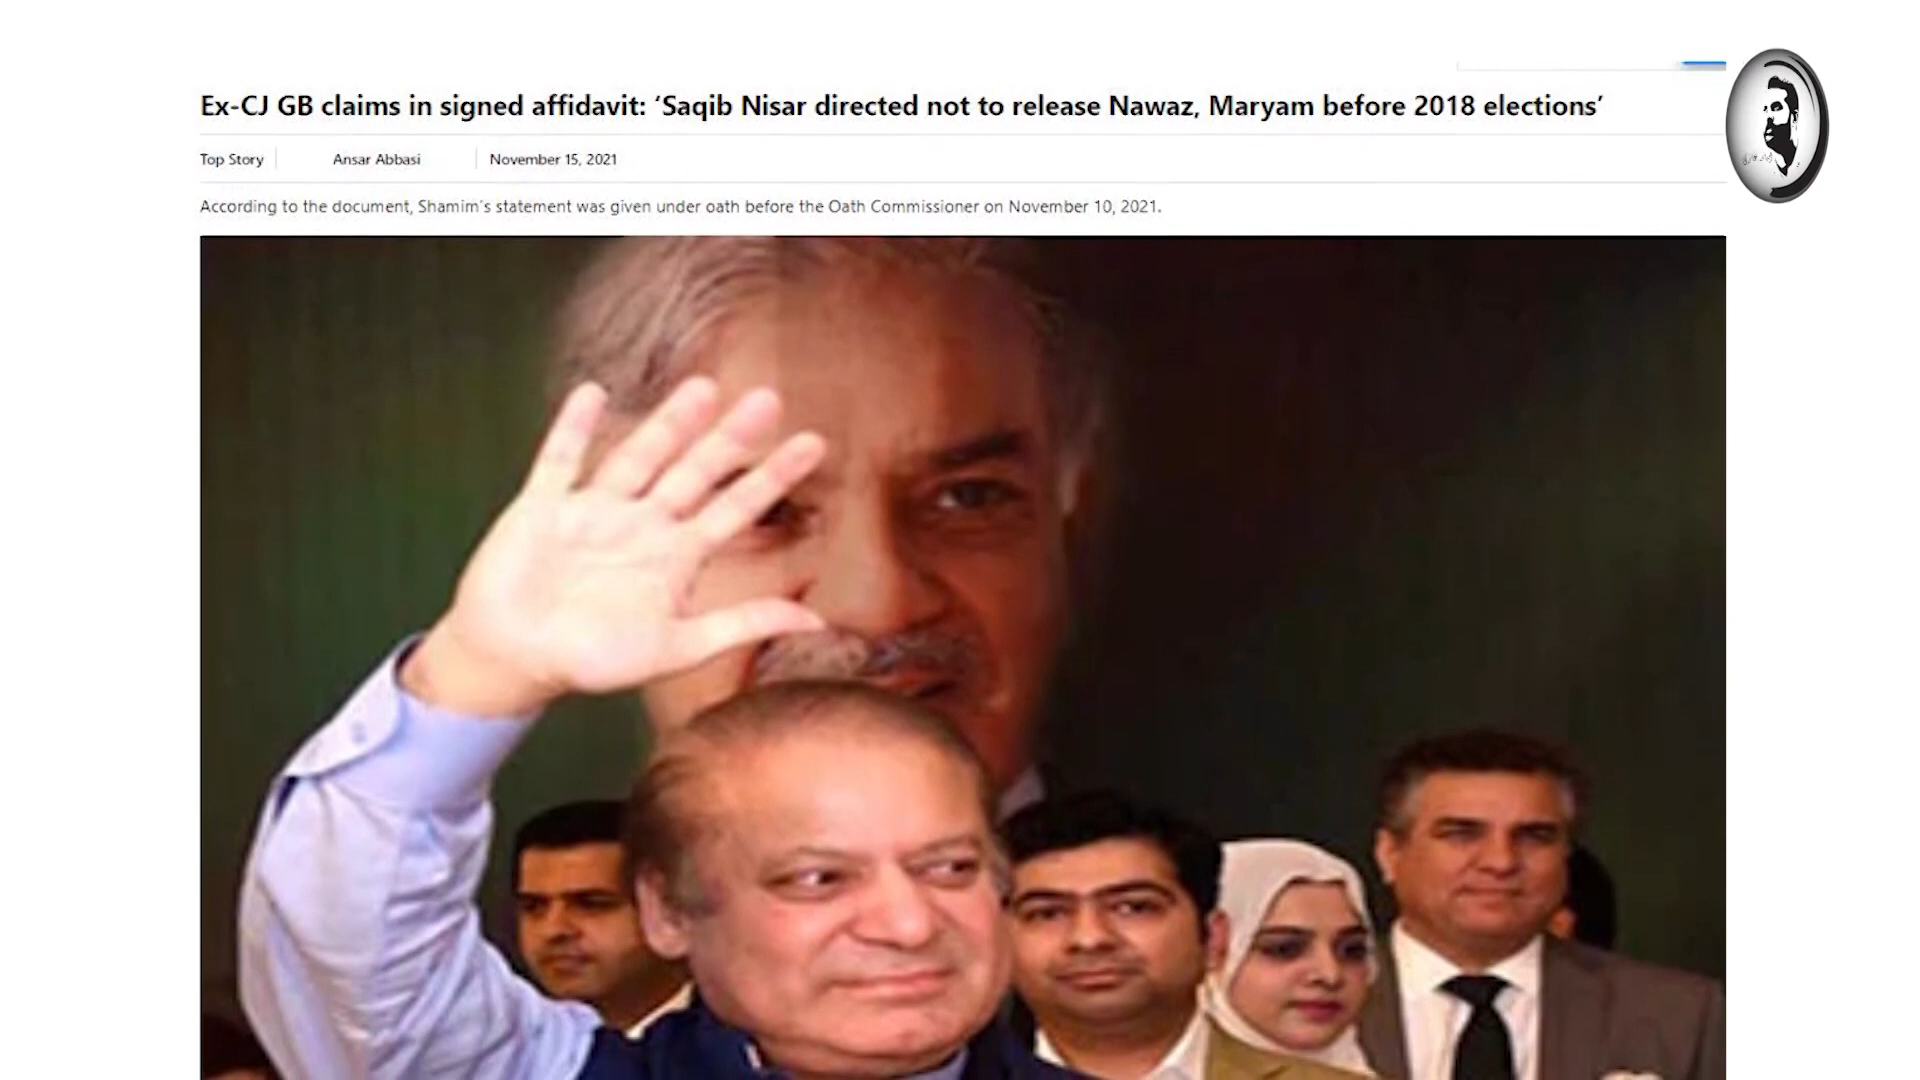 Ex-CJ GB claims in signed affidavit: ‘Saqib Nisar directed not to release Nawaz, Maryam before 2018 elections’
Top Story
Ansar Abbasi
November 15, 2021
According to the document, Shamim's statement was given under oath before the Oath Commissioner on November 10, 2021.